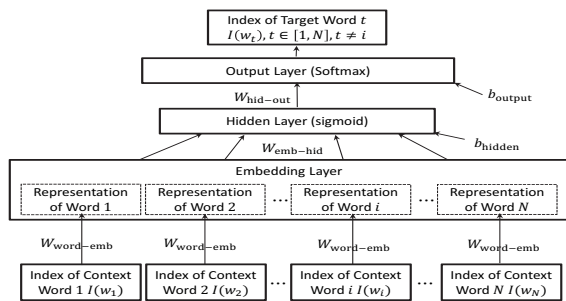 Index of Target Word t
I(w_t), t ∈ [1, N], t ≠ i
Output Layer (Softmax)
W_hid−out
b_output
Hidden Layer (sigmoid)
W_emb−hid
b_hidden
Embedding Layer
Representation of Word 1
Representation of Word 2
...
Representation of Word i
...
Representation of Word N
W_word−emb
W_word−emb
W_word−emb
W_word−emb
Index of Context Word 1 I(w_1)
Index of Context Word 2 I(w_2)
...
Index of Context Word i I(w_i)
...
Index of Context Word N I(w_N)